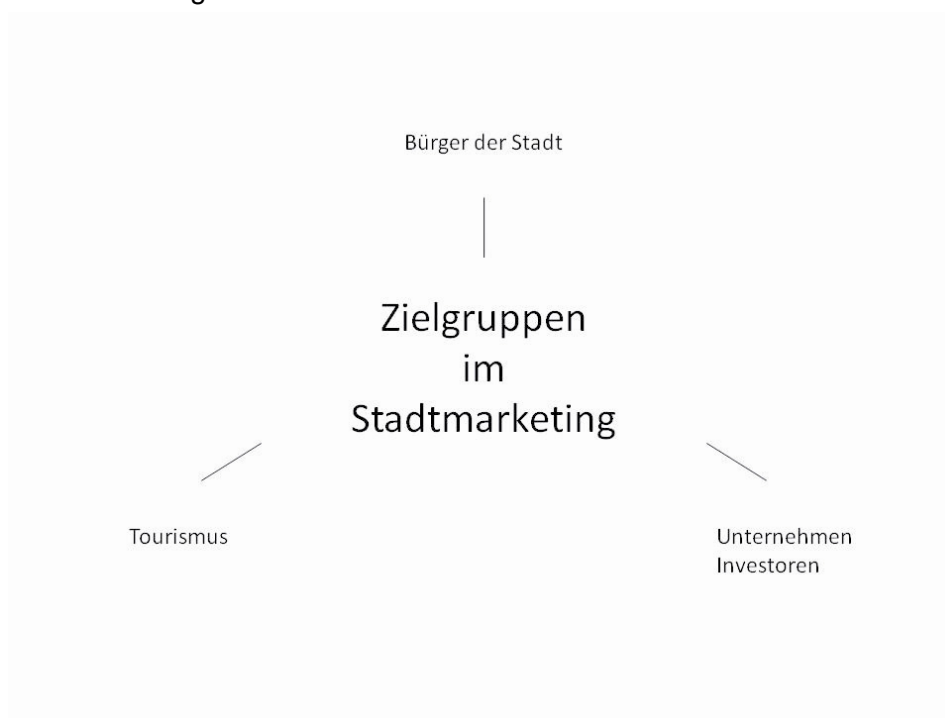 Bürger der Stadt
Zielgruppen
im
Stadtmarketing
Tourismus
Unternehmen
Investoren